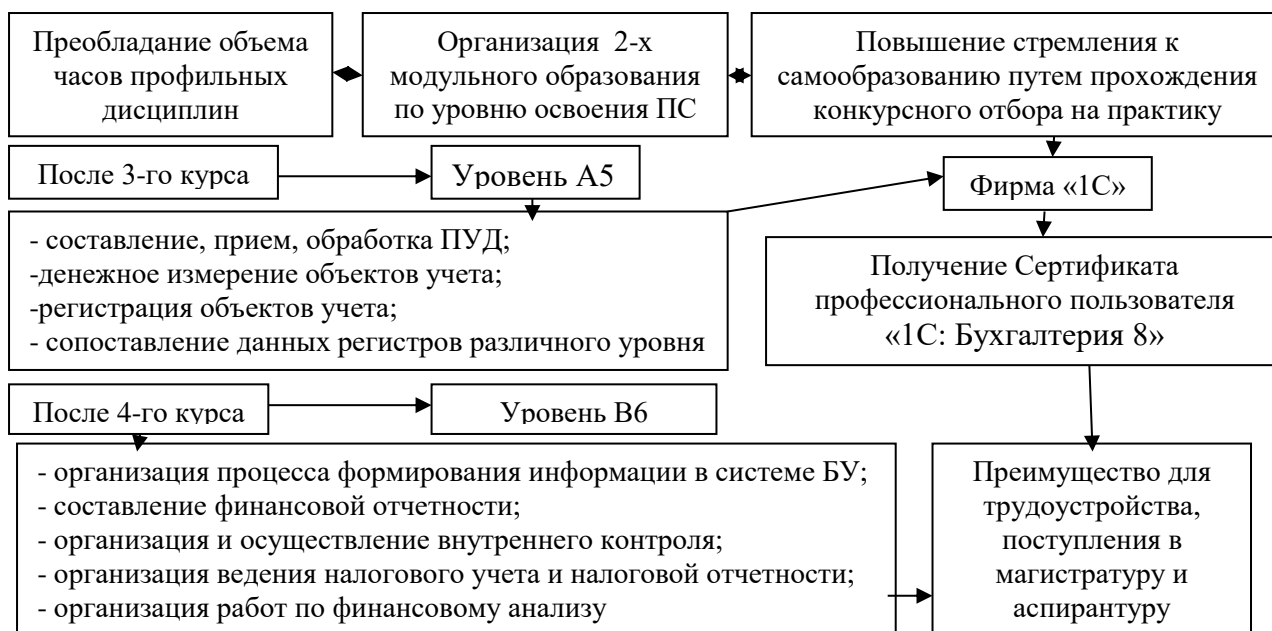 Преобладание объема
часов профильных
дисциплин
Организация 2-х
модульного образования
по уровню освоения ПС
Повышение стремления к
самообразованию путем прохождения
конкурсного отбора на практику
После 3-го курса
Уровень А5
Фирма «1С»
- составление, прием, обработка ПУД;
-денежное измерение объектов учета;
-регистрация объектов учета;
- сопоставление данных регистров различного уровня
Получение Сертификата
профессионального пользователя
«1С: Бухгалтерия 8»
После 4-го курса
Уровень В6
- организация процесса формирования информации в системе БУ;
- составление финансовой отчетности;
- организация и осуществление внутреннего контроля;
- организация ведения налогового учета и налоговой отчетности;
- организация работ по финансовому анализу
Преимущество для
трудоустройства,
поступления в
магистратуру и
аспирантуру